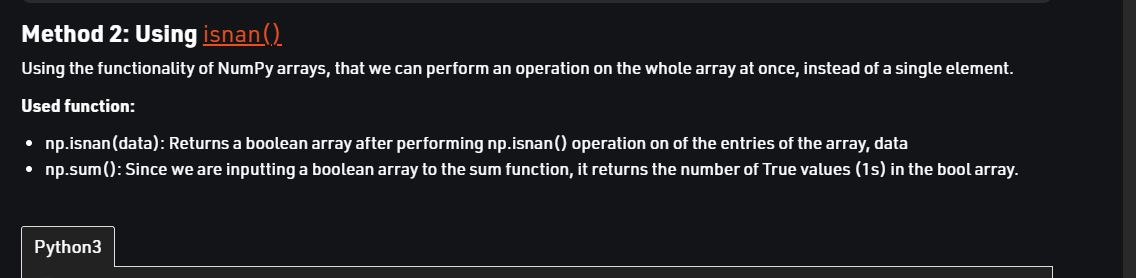 Method 2: Using isnan()
Using the functionality of NumPy arrays, that we can perform an operation on the whole array at once, instead of a single element.
Used function:
• np.isnan(data): Returns a boolean array after performing np.isnan() operation on of the entries of the array, data
• np.sum(): Since we are inputting a boolean array to the sum function, it returns the number of True values (1s) in the bool array.
Python3